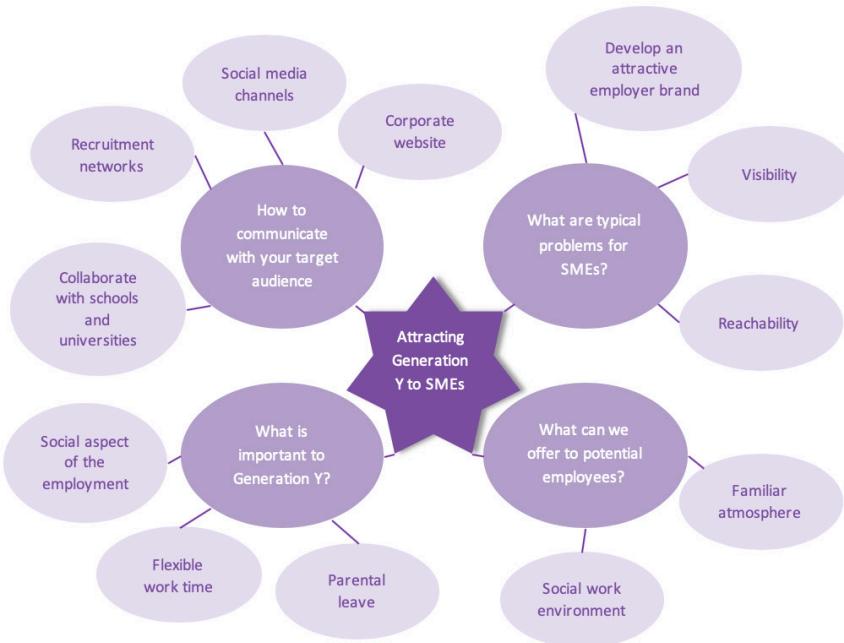 Social media
channels
Corporate
website
Recruitment
networks
Collaborate
with schools
and
universities
How to
communicate
with your target
audience
Develop an
attractive
employer brand
Visibility
Reachability
What are typical
problems for
SMEs?
Attracting
Generation
Y to SMEs
What is
important to
Generation Y?
Social aspect
of the
employment
Flexible
work time
Parental
leave
What can we
offer to potential
employees?
Familiar
atmosphere
Social work
environment